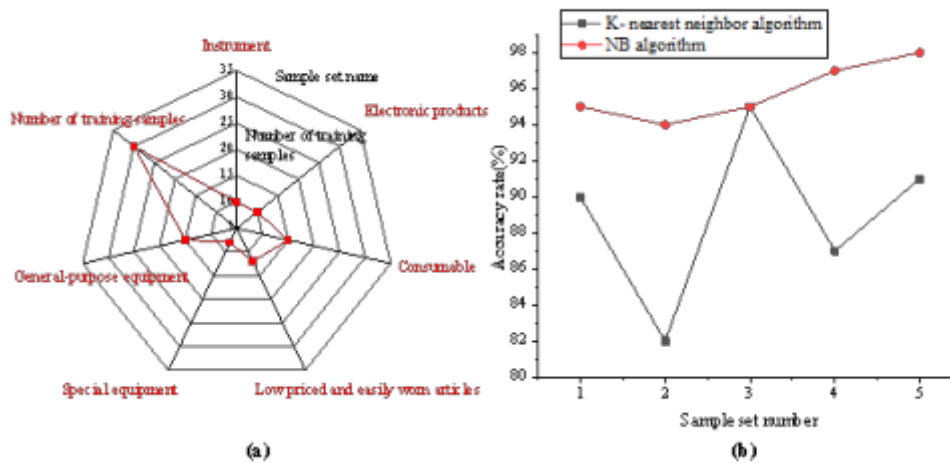 Instrument
35
Sample set name
30
Electronic products
25
Number of training samples
Number of training
samples
20
15
10
General-purpose equipment
Consumable
Special equipment
Low priced and easily worn articles
(a)
K- nearest neighbor algorithm
NB algorithm
98
96
94
92
90
88
86
84
82
80
Accuracy rate(%)
1 2 3 4 5
Sample set number
(b)